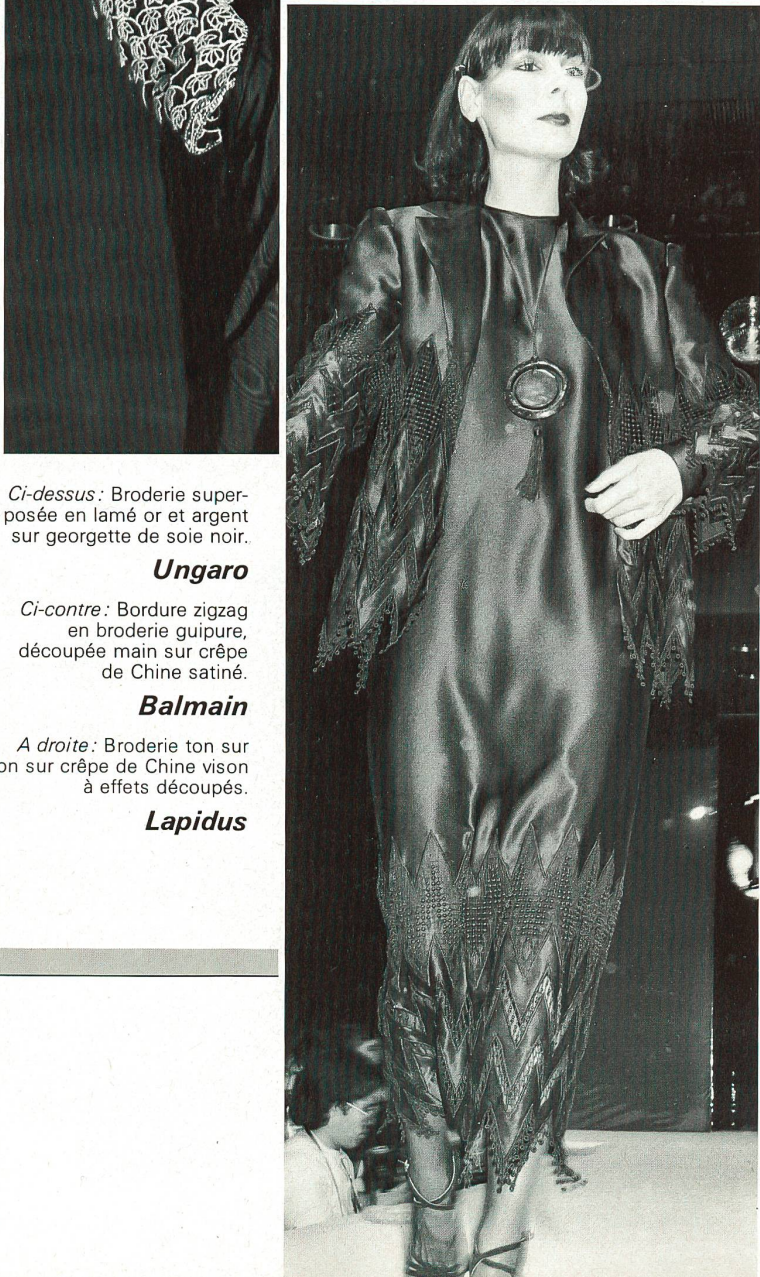 Ci-dessus : Broderie super-
posée en lamé or et argent
sur georgette de soie noir.
Ungaro
Ci-contre : Bordure zigzag
en broderie guipure,
découpée main sur crêpe
de Chine satiné.
Balmain
A droite : Broderie ton sur
on sur crêpe de Chine vison
à effets découpés.
Lapidus